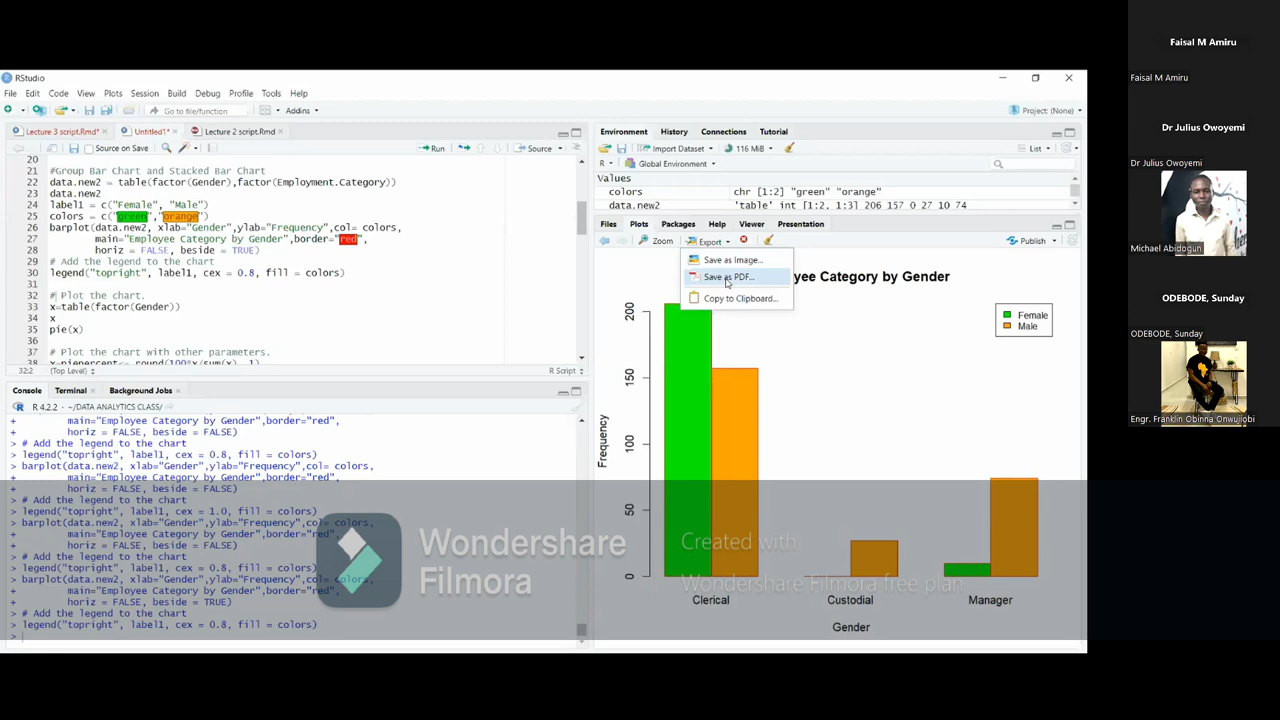 RStudio
File Edit Code View Plots Session Build Debug Profile Tools Help
Go to file/function Addins Project: (None)
Lecture 3 script.Rmd* Untitled1* Lecture 2 script.Rmd
Source on Save Run Source
20
21 #Group Bar Chart and Stacked Bar Chart
22 data.new2 = table(factor(Gender),factor(Employment.Category))
23 data.new2
24 label1 = c("Female", "Male")
25 colors = c("green","orange")
26 barplot(data.new2, xlab="Gender",ylab="Frequency",col= colors,
27 main="Employee Category by Gender",border="red",
28 horiz = FALSE, beside = TRUE)
29 # Add the legend to the chart
30 legend("topright", label1, cex = 0.8, fill = colors)
31
32 # Plot the chart.
33 x=table(factor(Gender))
34 x
35 pie(x)
36
37 # Plot the chart with other parameters.
32:2 (Top Level) R Script
Console Terminal Background Jobs
R 4.2.2 · ~/DATA ANALYTICS CLASS/
+ main="Employee Category by Gender",border="red",
+ horiz = FALSE, beside = FALSE)
> # Add the legend to the chart
> legend("topright", label1, cex = 0.8, fill = colors)
> barplot(data.new2, xlab="Gender",ylab="Frequency",col= colors,
+ main="Employee Category by Gender",border="red",
+ horiz = FALSE, beside = FALSE)
> # Add the legend to the chart
> legend("topright", label1, cex = 1.0, fill = colors)
> barplot(data.new2, xlab="Gender",ylab="Frequency",col= colors,
+ main="Employee Category by Gender",border="red",
+ horiz = FALSE, beside = FALSE)
> # Add the legend to the chart
> legend("topright", label1, cex = 0.8, fill = colors)
> barplot(data.new2, xlab="Gender",ylab="Frequency",col= colors,
+ main="Employee Category by Gender",border="red",
+ horiz = FALSE, beside = TRUE)
> # Add the legend to the chart
> legend("topright", label1, cex = 0.8, fill = colors)
>
Environment History Connections Tutorial
Import Dataset 116 MiB List
R Global Environment
Values
colors chr [1:2] "green" "orange"
data.new2 'table' int [1:2, 1:3] 206 157 0 27 10 74
Files Plots Packages Help Viewer Presentation
Zoom Export Publish
Save as Image...
Save as PDF...
Copy to Clipboard...
Category by Gender
Female
Male
200
150
100
50
0
Frequency
Clerical Custodial Manager
Gender
Wondershare
Filmora
Created with
Wondershare Filmora free plan
Faisal M Amiru
Faisal M Amiru
Dr Julius Owoyemi
Dr Julius Owoyemi
Michael Abidogun
ODEBODE, Sunday
ODEBODE, Sunday
Engr. Franklin Obinna Onwujiobi